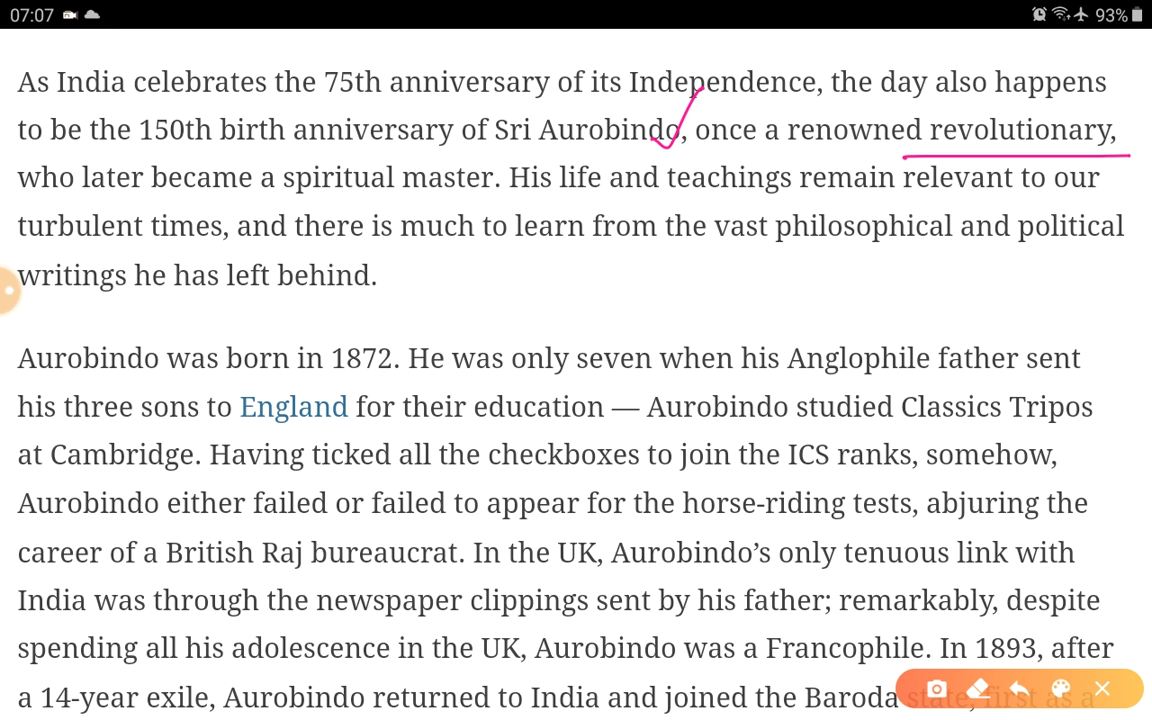 07:07 93%
As India celebrates the 75th anniversary of its Independence, the day also happens
to be the 150th birth anniversary of Sri Aurobindo, once a renowned revolutionary,
who later became a spiritual master. His life and teachings remain relevant to our
turbulent times, and there is much to learn from the vast philosophical and political
writings he has left behind.
Aurobindo was born in 1872. He was only seven when his Anglophile father sent
his three sons to England for their education — Aurobindo studied Classics Tripos
at Cambridge. Having ticked all the checkboxes to join the ICS ranks, somehow,
Aurobindo either failed or failed to appear for the horse-riding tests, abjuring the
career of a British Raj bureaucrat. In the UK, Aurobindo’s only tenuous link with
India was through the newspaper clippings sent by his father; remarkably, despite
spending all his adolescence in the UK, Aurobindo was a Francophile. In 1893, after
a 14-year exile, Aurobindo returned to India and joined the Baroda state, first as a